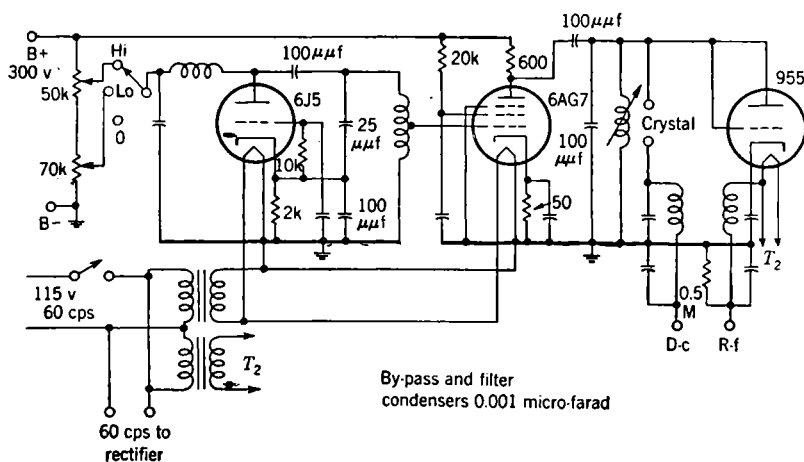 B+
300 v
50k
Hi
Lo
0
70k
B-
100μμf
6J5
25
μμf
10k
2k
100
μμf
20k
600
6AG7
50
100μμf
100
μμf
Crystal
955
T₂
0.5
M
D-c
R-f
115 v
60 cps
T₂
60 cps to
rectifier
By-pass and filter
condensers 0.001 micro-farad